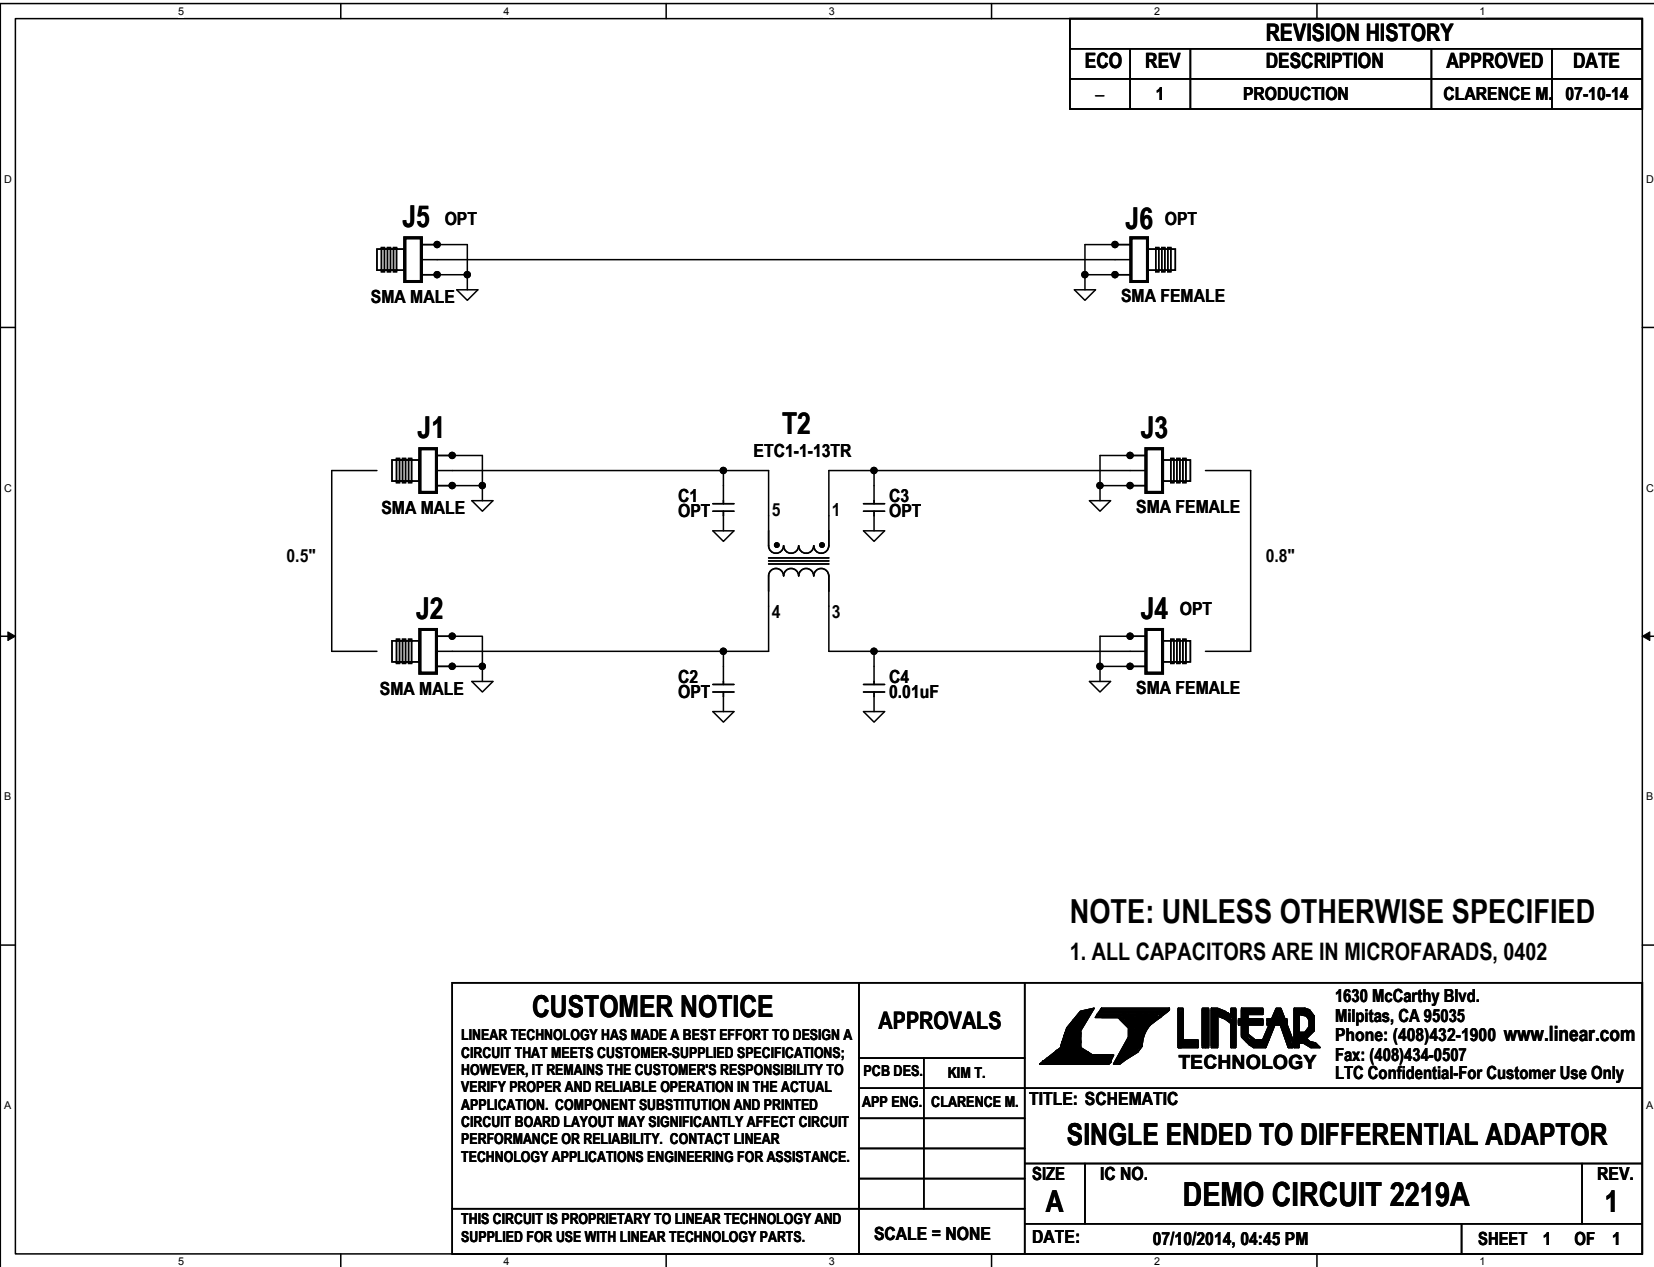 5 4 3 2 1
REVISION HISTORY
ECO REV DESCRIPTION APPROVED DATE
– 1 PRODUCTION CLARENCE M. 07-10-14
D D
J5 OPT
SMA MALE
J6 OPT
SMA FEMALE
J1
SMA MALE
T2
ETC1-1-13TR
J3
SMA FEMALE
C C
C1
OPT
5 1
C3
OPT
0.5"
0.8"
J2
SMA MALE
4 3
J4 OPT
SMA FEMALE
C2
OPT
C4
0.01uF
B B
NOTE: UNLESS OTHERWISE SPECIFIED
1. ALL CAPACITORS ARE IN MICROFARADS, 0402
CUSTOMER NOTICE
LINEAR TECHNOLOGY HAS MADE A BEST EFFORT TO DESIGN A
CIRCUIT THAT MEETS CUSTOMER-SUPPLIED SPECIFICATIONS;
HOWEVER, IT REMAINS THE CUSTOMER'S RESPONSIBILITY TO
VERIFY PROPER AND RELIABLE OPERATION IN THE ACTUAL
APPLICATION. COMPONENT SUBSTITUTION AND PRINTED
CIRCUIT BOARD LAYOUT MAY SIGNIFICANTLY AFFECT CIRCUIT
PERFORMANCE OR RELIABILITY. CONTACT LINEAR
TECHNOLOGY APPLICATIONS ENGINEERING FOR ASSISTANCE.
THIS CIRCUIT IS PROPRIETARY TO LINEAR TECHNOLOGY AND
SUPPLIED FOR USE WITH LINEAR TECHNOLOGY PARTS.
APPROVALS
PCB DES. KIM T.
APP ENG. CLARENCE M.
SCALE = NONE
LT LINEAR
TECHNOLOGY
1630 McCarthy Blvd.
Milpitas, CA 95035
Phone: (408)432-1900 www.linear.com
Fax: (408)434-0507
LTC Confidential-For Customer Use Only
TITLE: SCHEMATIC
SINGLE ENDED TO DIFFERENTIAL ADAPTOR
SIZE
A
IC NO.
DEMO CIRCUIT 2219A
REV.
1
DATE: 07/10/2014, 04:45 PM
SHEET 1 OF 1
A A
5 4 3 2 1